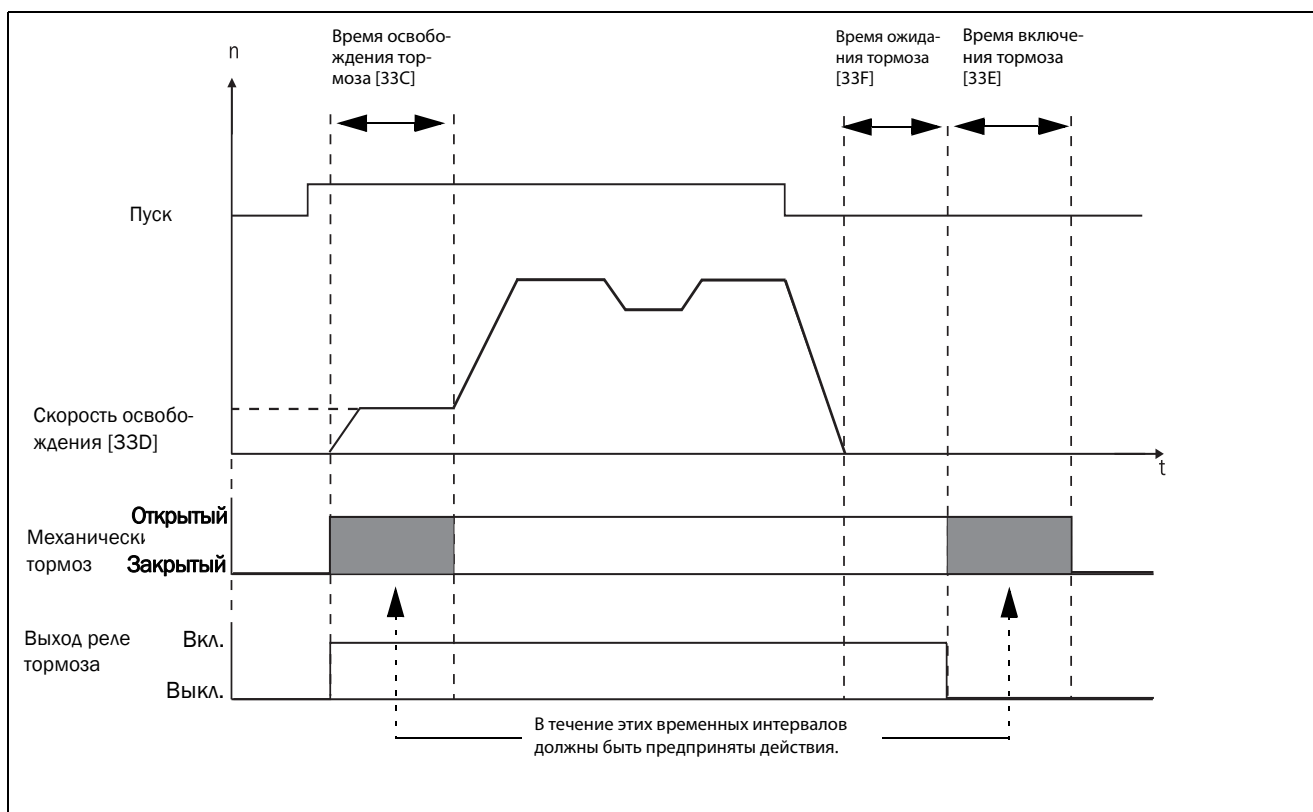 n
Время освобо-
ждения тор-
моза [33C]
Время ожида-
ния тормоза
[33F]
Время включе-
ния тормоза
[33E]
Пуск
Скорость освобо-
ждения [33D]
t
Открытый
Механически
тормоз
Закрытый
Выход реле
тормоза
Вкл.
Выкл.
В течение этих временных интервалов
должны быть предприняты действия.